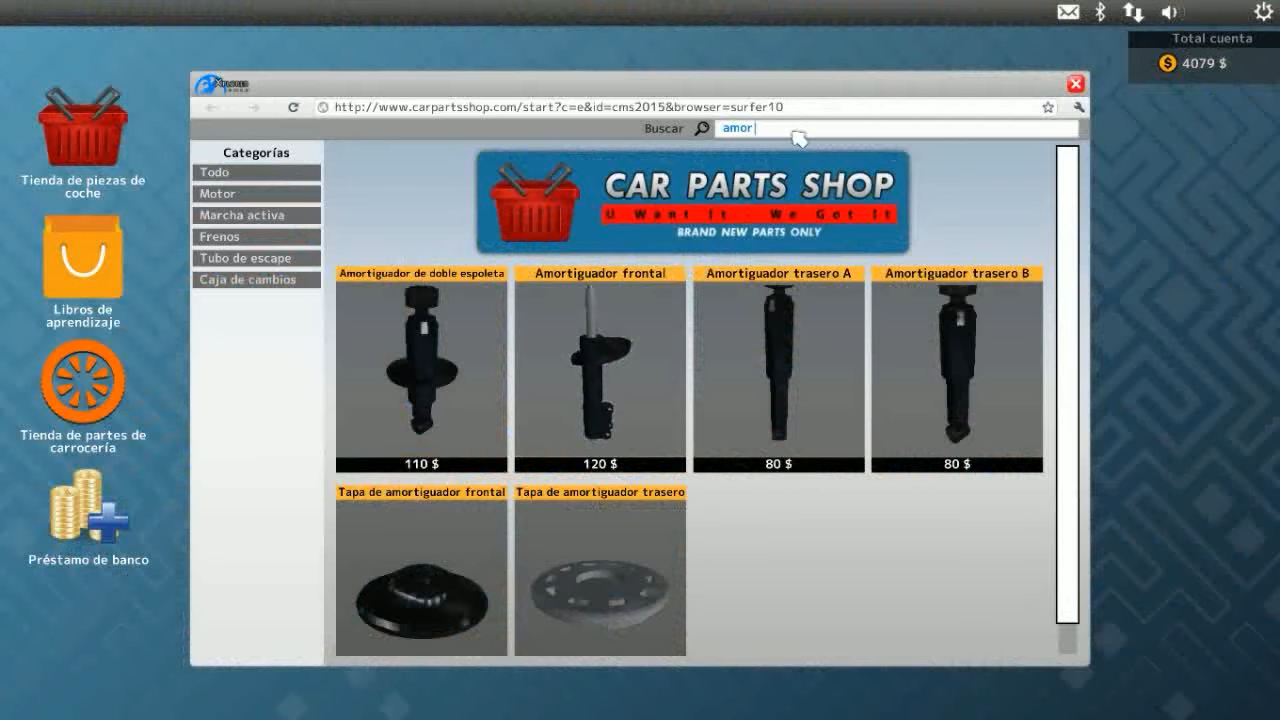 Total cuenta
4079 $
http://www.carpartsshop.com/start?c=e&id=cms2015&browser=surfer10
Buscar
amor
Tienda de piezas de
coche
Libros de
aprendizaje
Tienda de partes de
carrocería
Préstamo de banco
Categorías
Todo
Motor
Marcha activa
Frenos
Tubo de escape
Caja de cambios
CAR PARTS SHOP
U Want It We Got It
BRAND NEW PARTS ONLY
Amortiguador de doble espoleta
Amortiguador frontal
Amortiguador trasero A
Amortiguador trasero B
110 $
120 $
80 $
80 $
Tapa de amortiguador frontal
Tapa de amortiguador trasero